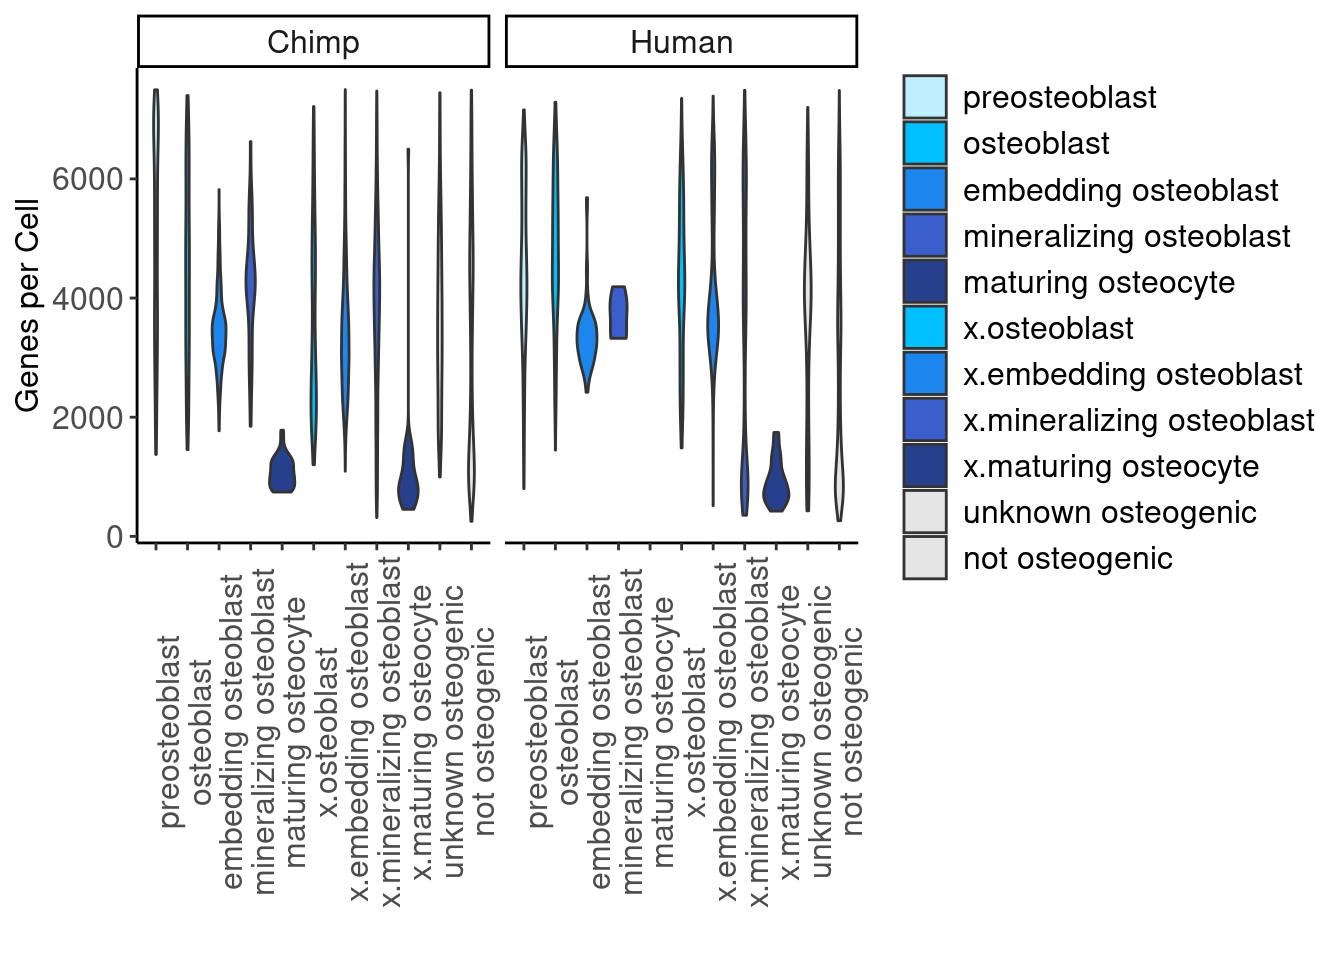 Chimp
Human
Genes per Cell
6000
4000
2000
0
preosteoblast
osteoblast
embedding osteoblast
mineralizing osteoblast
maturing osteocyte
x.osteoblast
x.embedding osteoblast
x.mineralizing osteoblast
x.maturing osteocyte
unknown osteogenic
not osteogenic
preosteoblast
osteoblast
embedding osteoblast
mineralizing osteoblast
maturing osteocyte
x.osteoblast
x.embedding osteoblast
x.mineralizing osteoblast
x.maturing osteocyte
unknown osteogenic
not osteogenic
preosteoblast
osteoblast
embedding osteoblast
mineralizing osteoblast
maturing osteocyte
x.osteoblast
x.embedding osteoblast
x.mineralizing osteoblast
x.maturing osteocyte
unknown osteogenic
not osteogenic